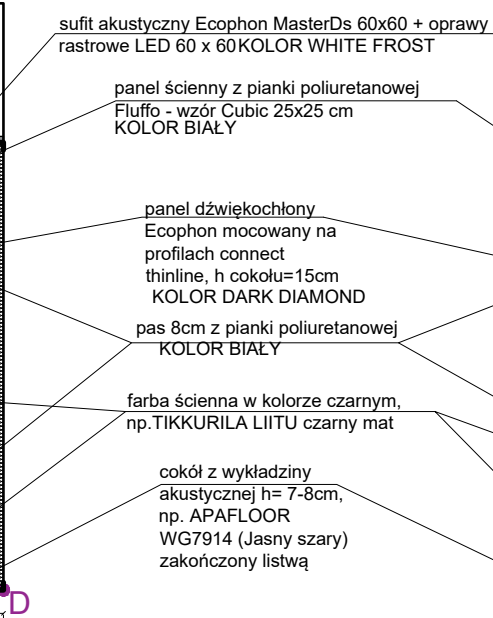 sufit akustyczny Ecophon MasterDs 60x60 + oprawy
rastrowe LED 60 x 60KOLOR WHITE FROST
panel ścienny z pianki poliuretanowej
Fluffo - wzór Cubic 25x25 cm
KOLOR BIAŁY
panel dźwiękochłony
Ecophon mocowany na
profilach connect
thinline, h cokołu=15cm
KOLOR DARK DIAMOND
pas 8cm z pianki poliuretanowej
KOLOR BIAŁY
farba ścienna w kolorze czarnym,
np.TIKKURILA LIITU czarny mat
cokół z wykładziny
akustycznej h= 7-8cm,
np. APAFLOOR
WG7914 (Jasny szary)
zakończony listwą
D